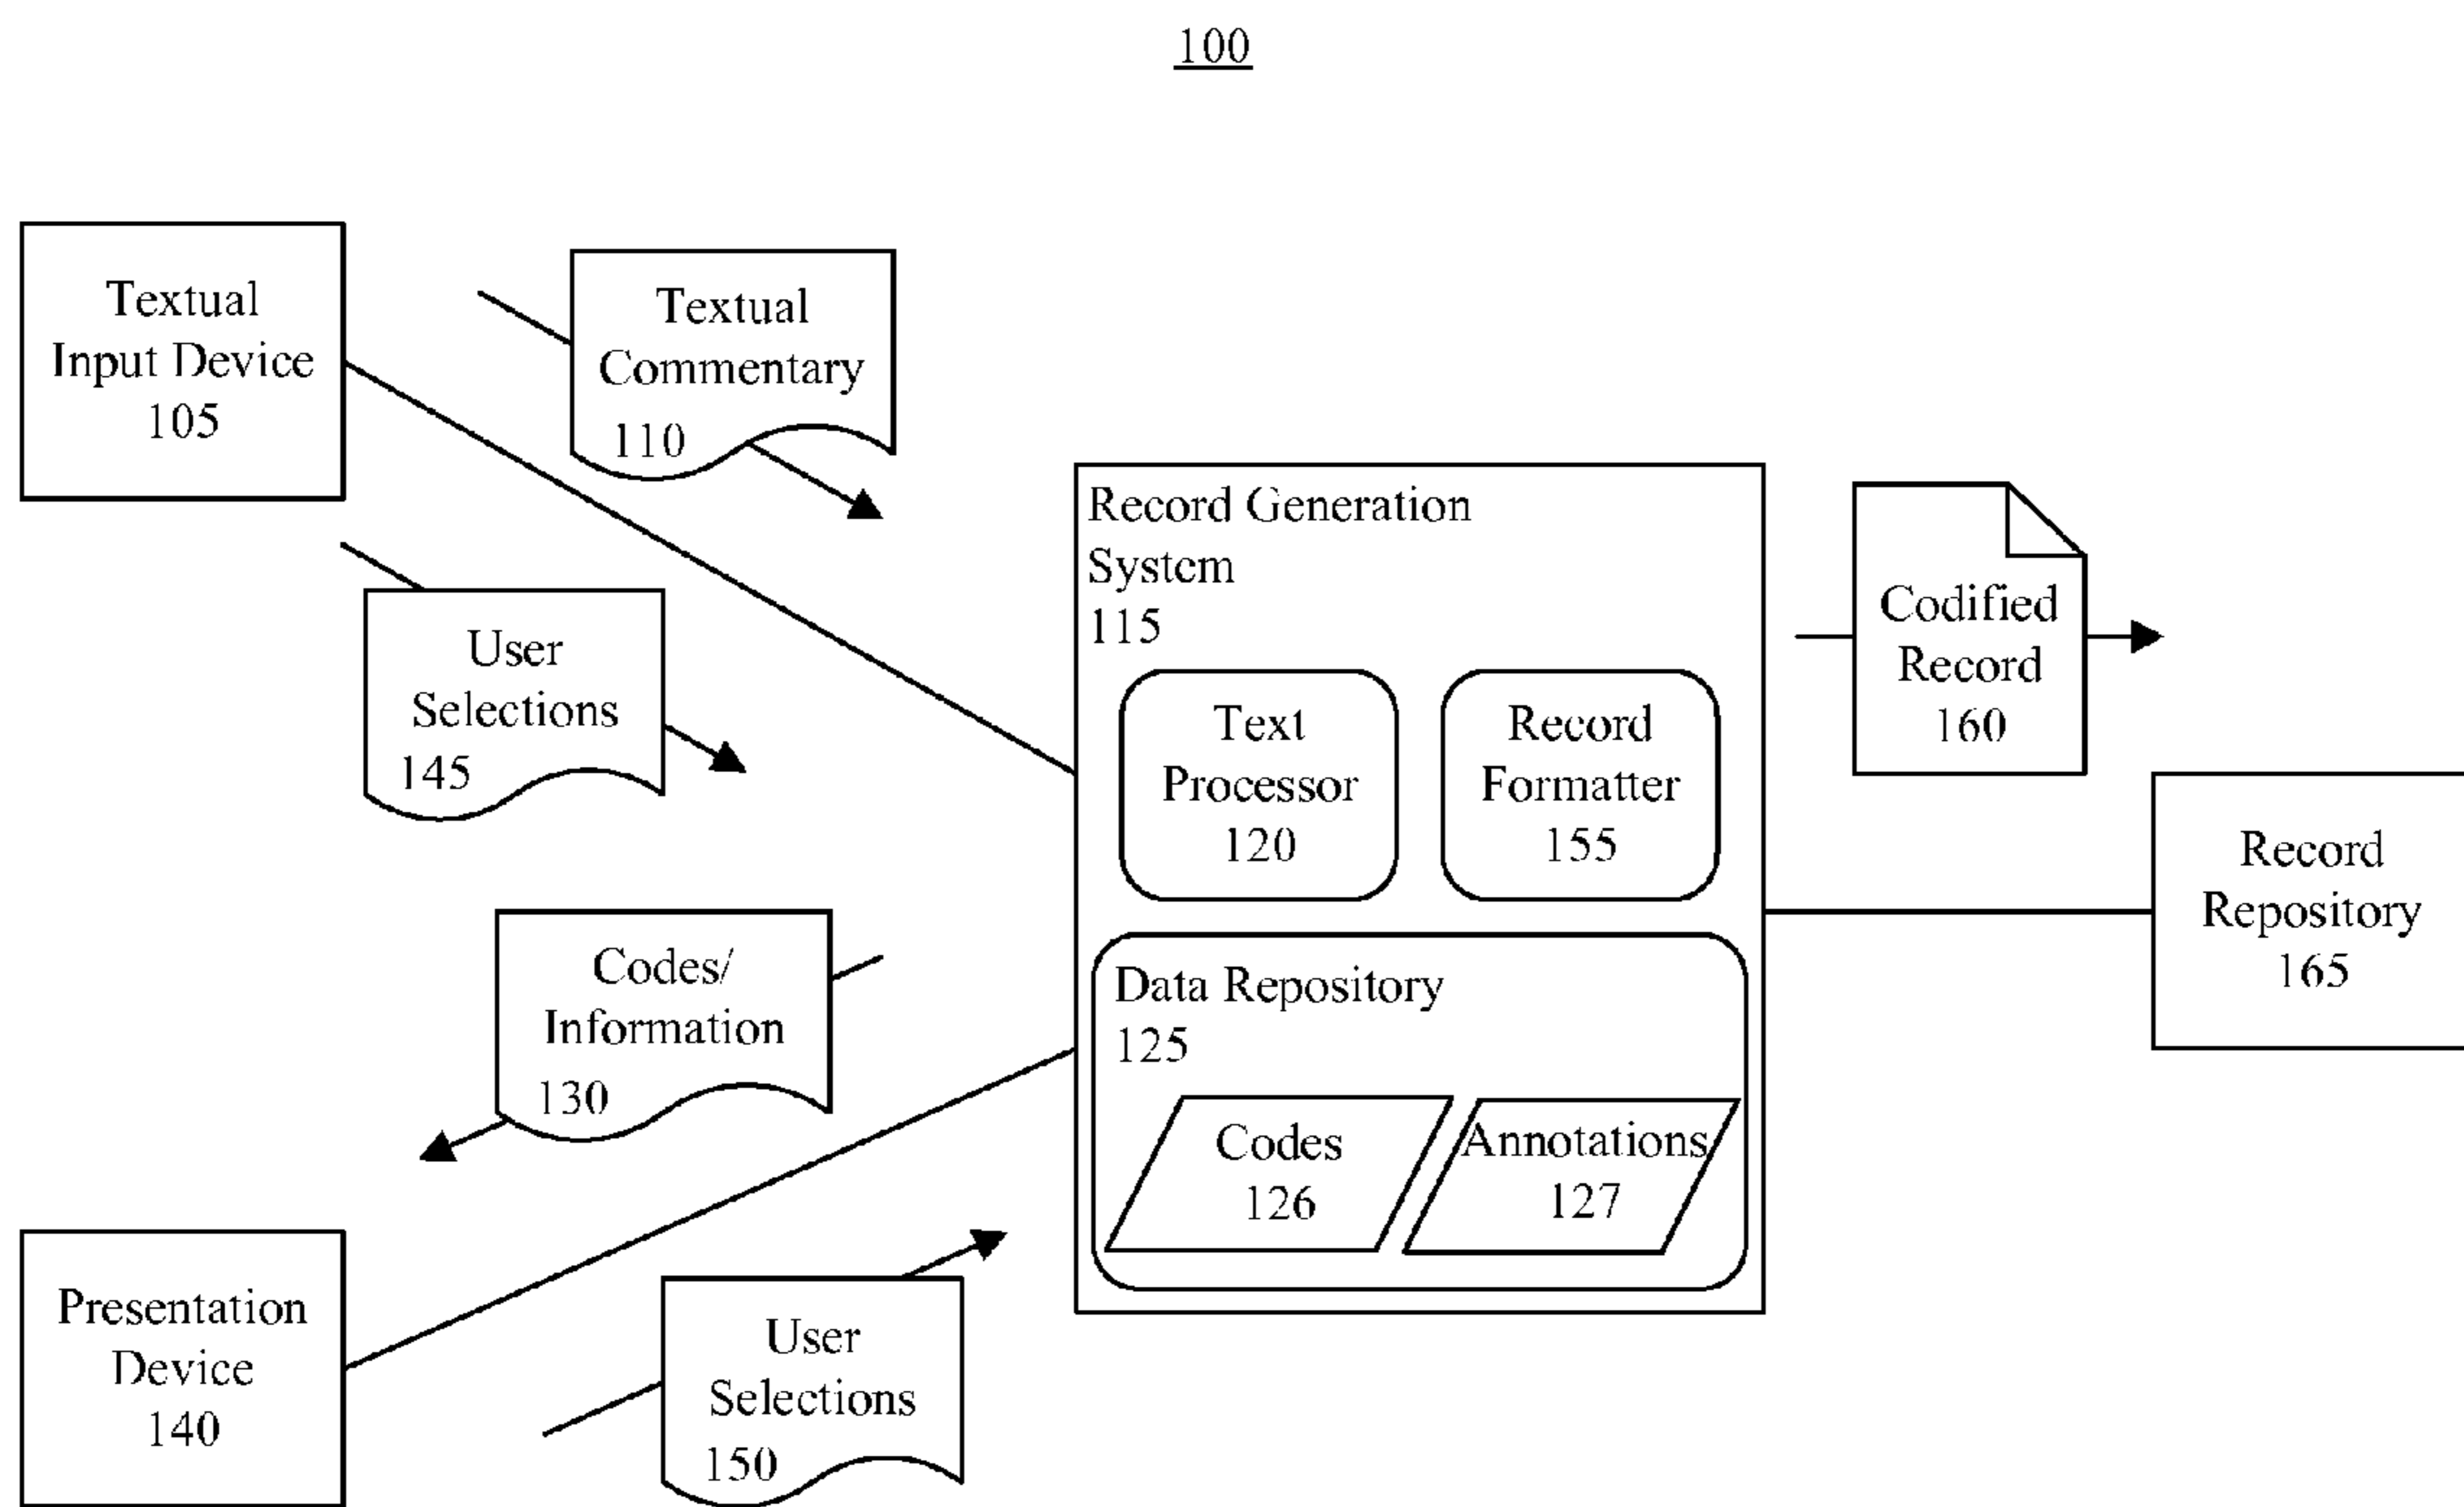 100
Textual
Input Device
105
Textual
Commentary
110
User
Selections
145
Record Generation
System
115
Text
Processor
120
Record
Formatter
155
Codified
Record
160
Record
Repository
165
Codes/
Information
130
Data Repository
125
Codes
126
Annotations
127
Presentation
Device
140
User
Selections
150